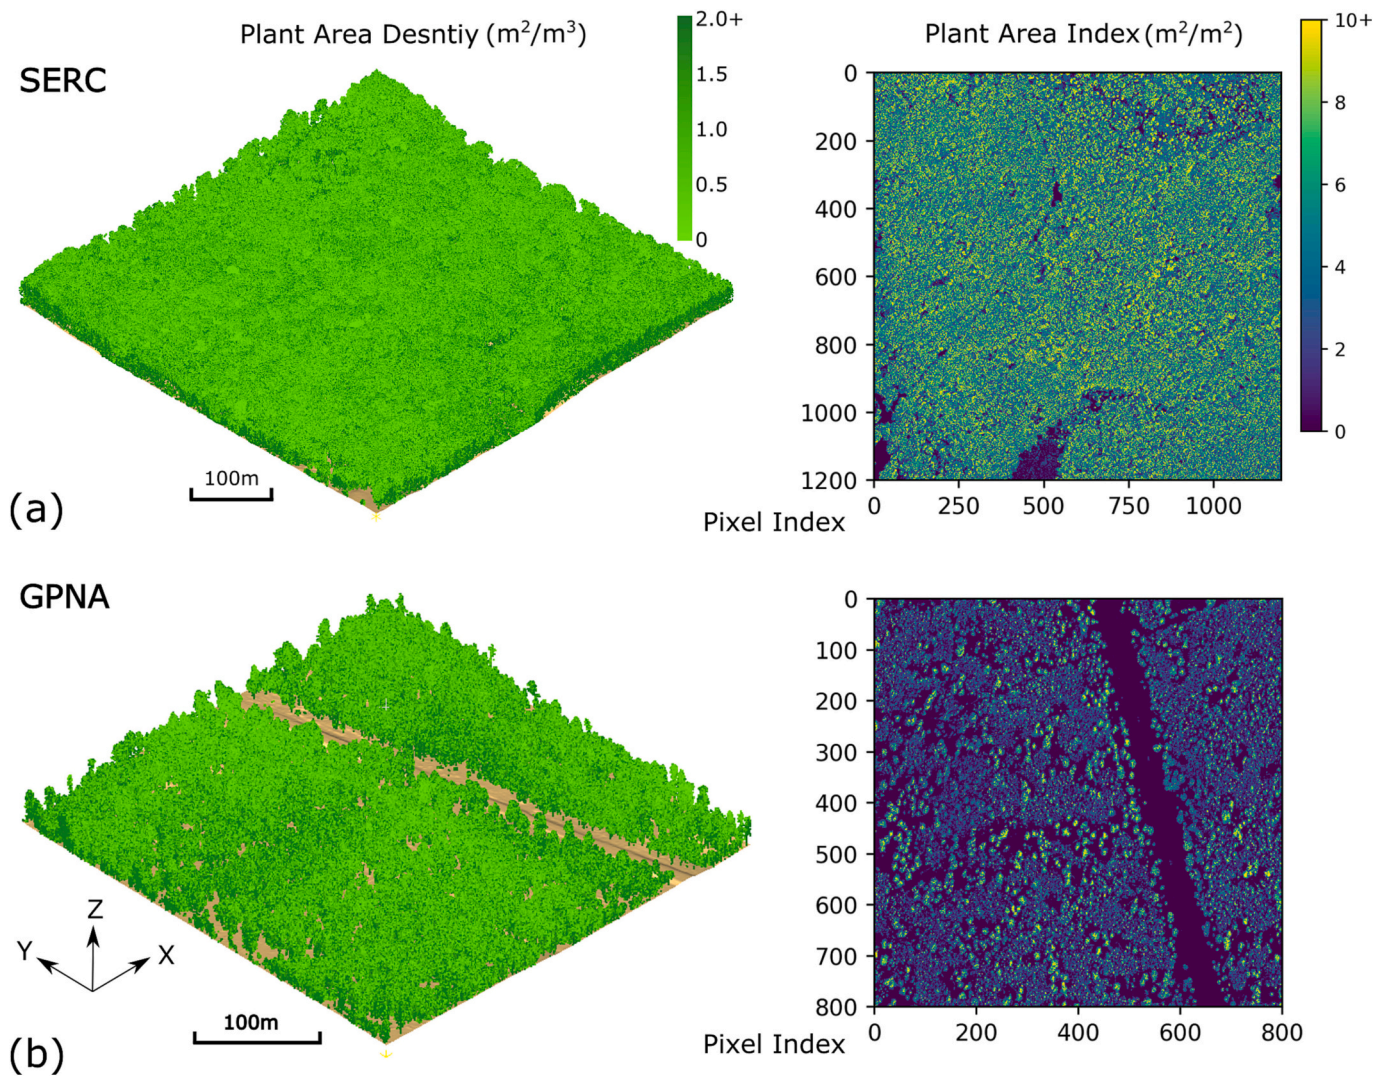 Plant Area Desntiy (m²/m³)
2.0+
1.5
1.0
0.5
0
SERC
100m
(a)
Plant Area Index (m²/m²)
0
200
400
600
800
1000
1200
0 250 500 750 1000
Pixel Index
10+
8
6
4
2
0
GPNA
Z
Y X
100m
(b)
0
100
200
300
400
500
600
700
800
0 200 400 600 800
Pixel Index